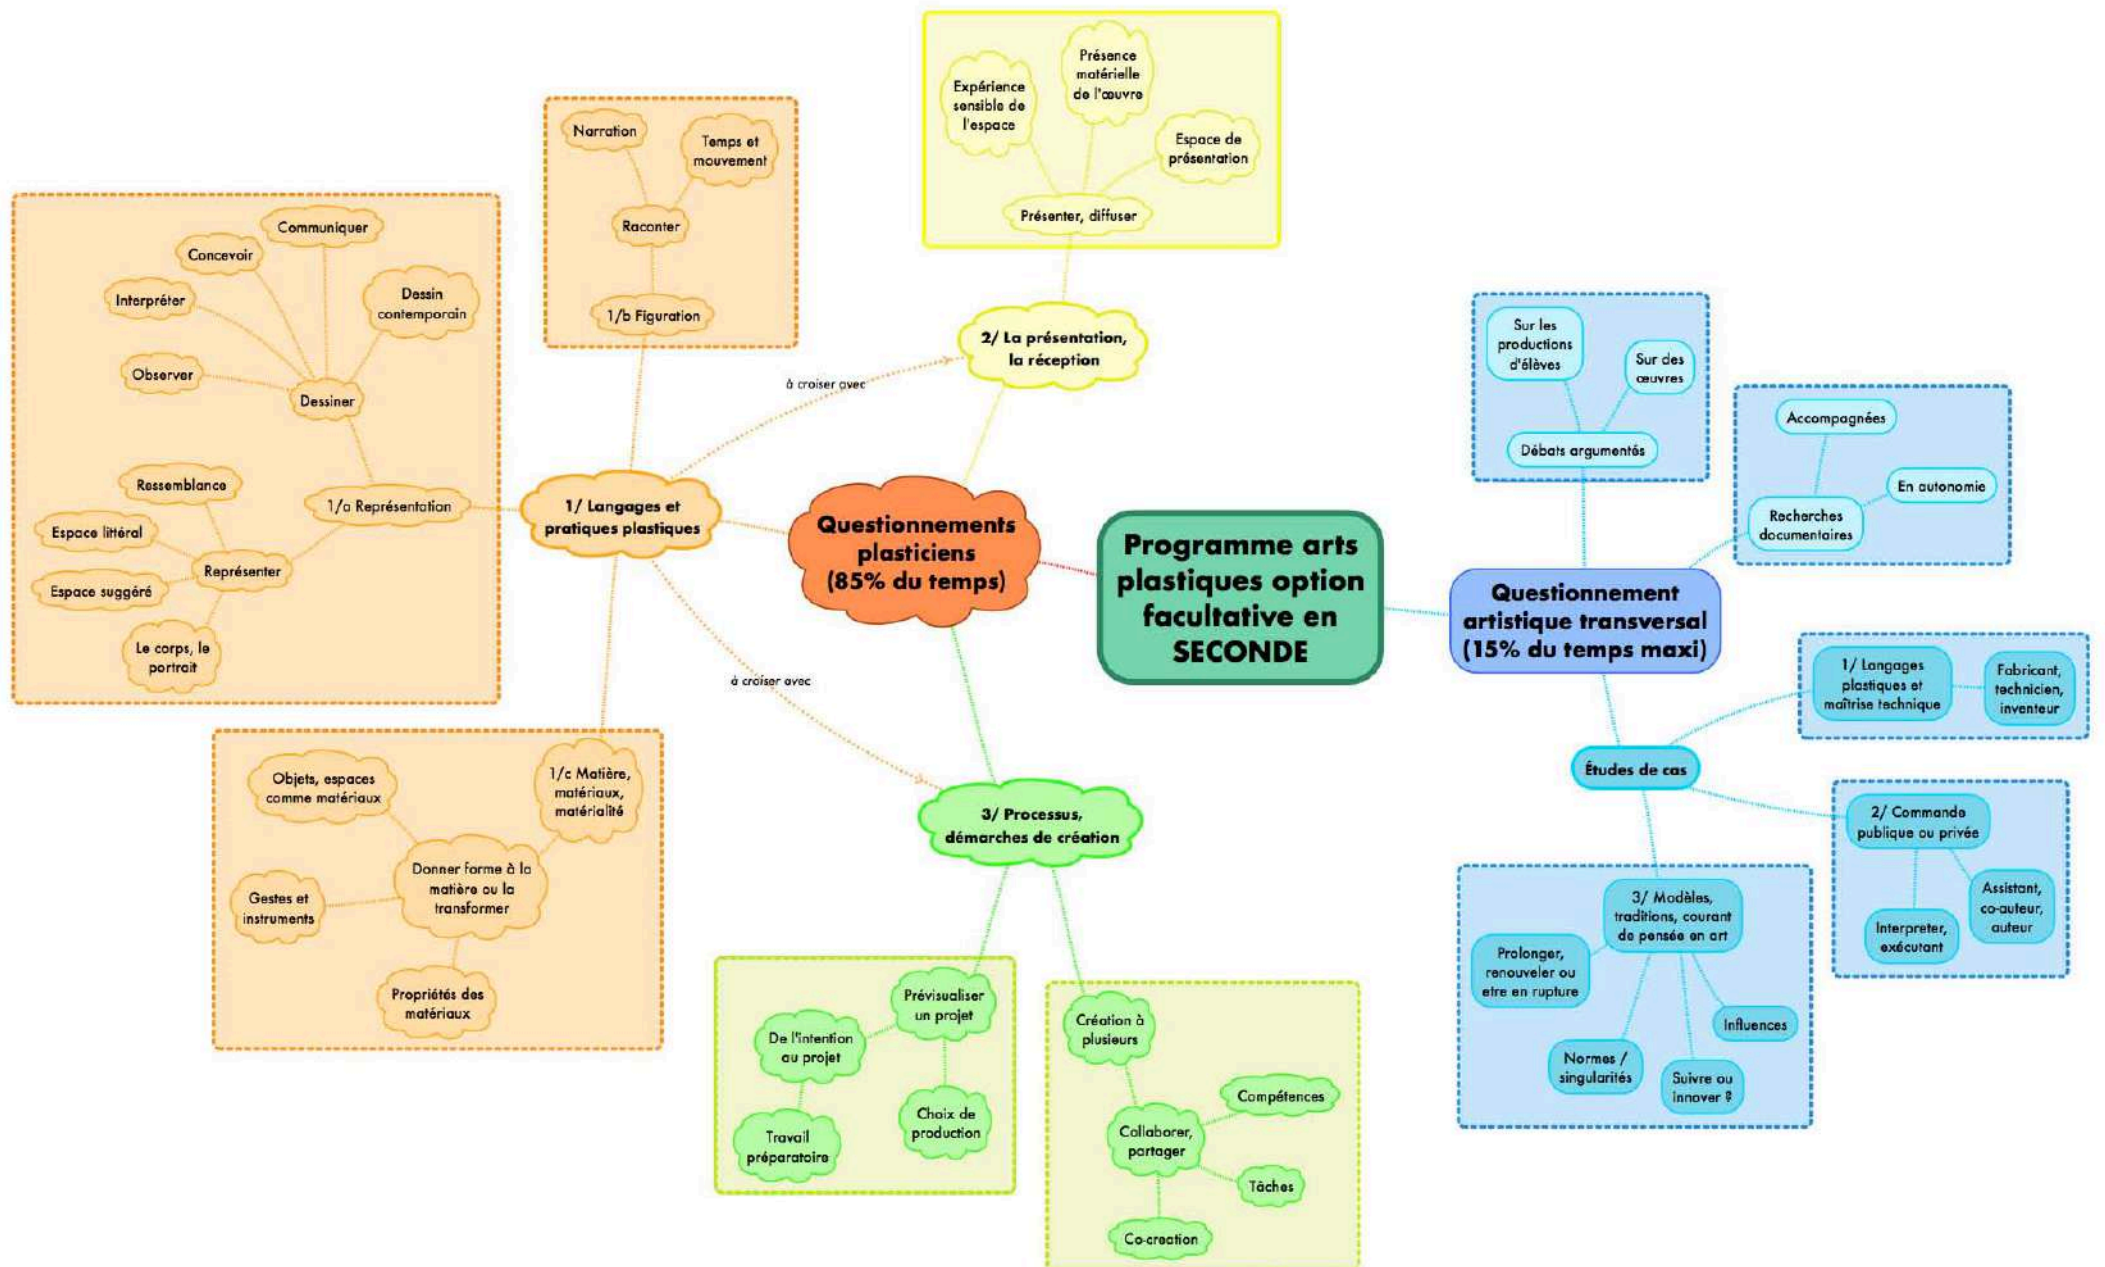 Programme arts
plastiques option
facultative en
SECONDE
Questionnements
plasticiens
(85% du temps)
1/ Langages et
pratiques plastiques
1/a Représentation
Dessiner
Observer
Interpréter
Concevoir
Communiquer
Dessin
contemporain
Représenter
Ressemblance
Espace littéral
Espace suggéré
Le corps, le
portrait
1/b Figuration
Raconter
Narration
Temps et
mouvement
1/c Matière,
matériaux,
matérialité
Donner forme à la
matière ou la
transformer
Objets, espaces
comme matériaux
Gestes et
instruments
Propriétés des
matériaux
à croiser avec
à croiser avec
2/ La présentation,
la réception
Présenter, diffuser
Expérience
sensible de
l'espace
Présence
matérielle
de l'œuvre
Espace de
présentation
3/ Processus,
démarches de création
Prévisualiser
un projet
De l'intention
au projet
Travail
préparatoire
Choix de
production
Création à
plusieurs
Collaborer,
partager
Compétences
Tâches
Co-creation
Questionnement
artistique transversal
(15% du temps maxi)
Débats argumentés
Sur les
productions
d'élèves
Sur des
œuvres
Recherches
documentaires
Accompagnées
En autonomie
Études de cas
1/ Langages
plastiques et
maîtrise technique
Fabricant,
technicien,
inventeur
2/ Commande
publique ou privée
Interpreter,
exécutant
Assistant,
co-auteur,
auteur
3/ Modèles,
traditions, courant
de pensée en art
Prolonger,
renouveler ou
etre en rupture
Normes /
singularités
Suivre ou
innover ?
Influences